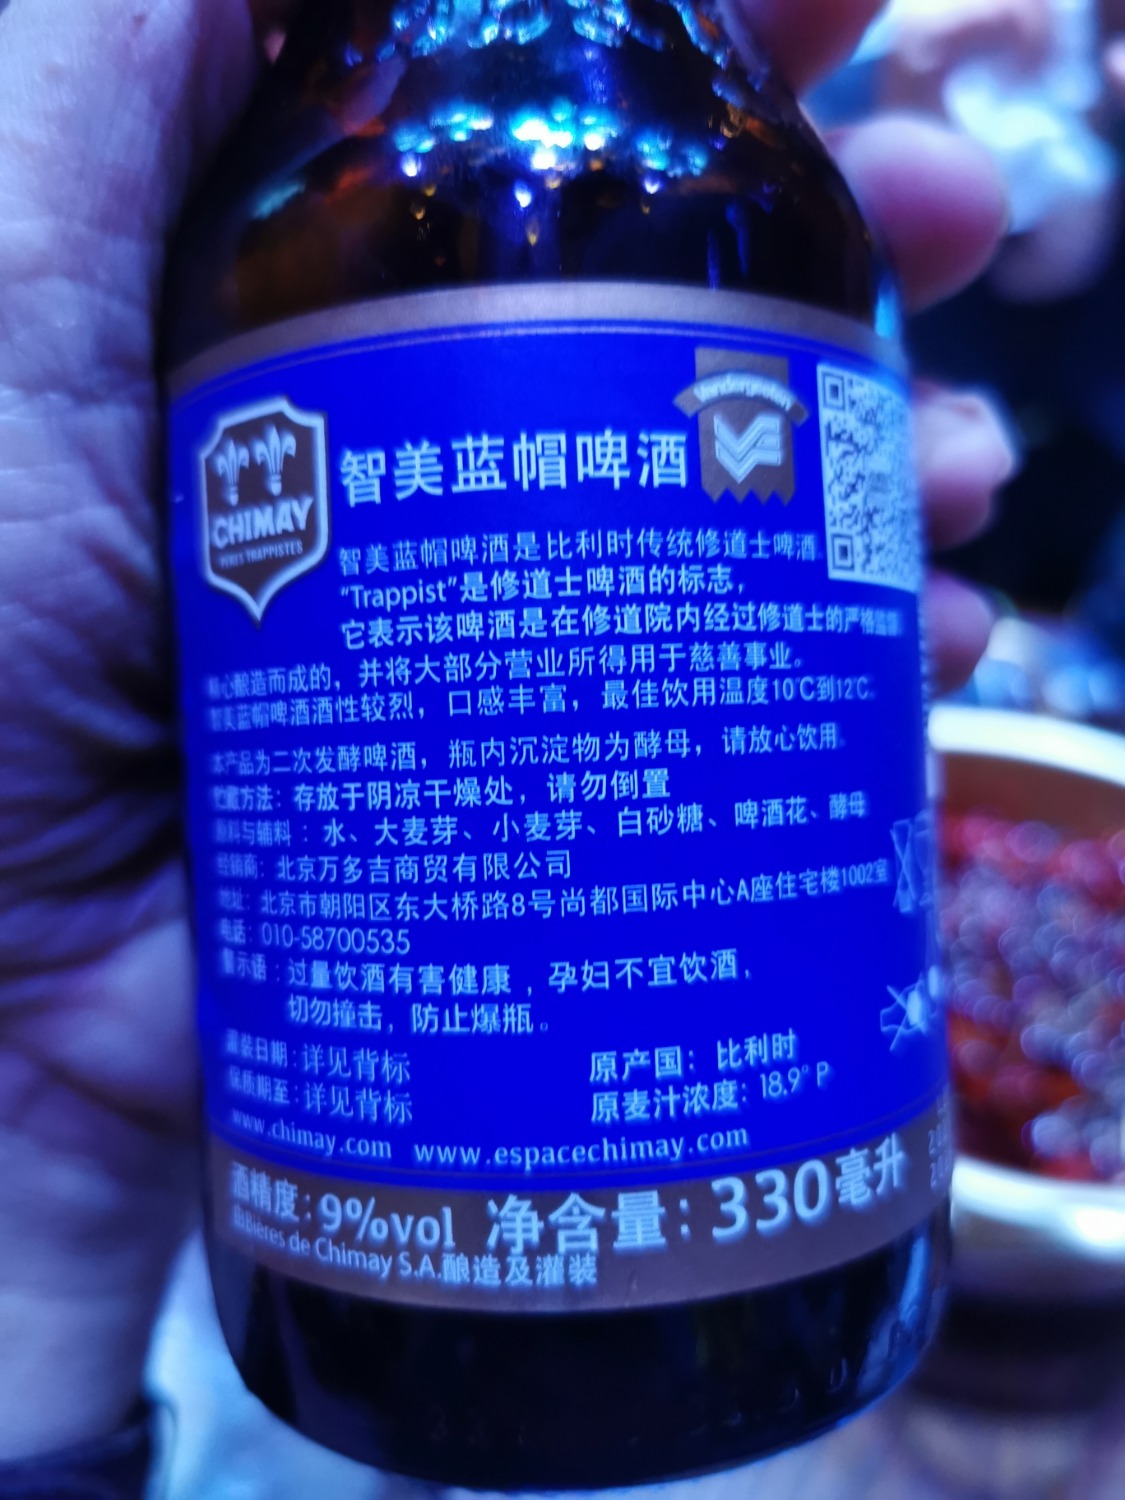 智美蓝帽啤酒
CHIMAY
PERES TRAPPISTES
智美蓝帽啤酒是比利时传统修道士啤酒
“Trappist”是修道士啤酒的标志，
它表示该啤酒是在修道院内经过修道士的严格监督
精心酿造而成的，并将大部分营业所得用于慈善事业。
智美蓝帽啤酒酒性较烈，口感丰富，最佳饮用温度10℃到12℃.
本产品为二次发酵啤酒，瓶内沉淀物为酵母，请放心饮用.
贮藏方法：存放于阴凉干燥处，请勿倒置
原料与辅料：水、大麦芽、小麦芽、白砂糖、啤酒花、酵母
经销商：北京万多吉商贸有限公司
地址：北京市朝阳区东大桥路8号尚都国际中心A座住宅楼1002室
电话：010-58700535
警示语：过量饮酒有害健康，孕妇不宜饮酒，
切勿撞击，防止爆瓶。
灌装日期：详见背标 原产国：比利时
保质期至：详见背标 原麦汁浓度：18.9° P
www.chimay.com www.espacechimay.com
酒精度：9%vol 净含量：330毫升
由Bières de Chimay S.A.酿造及灌装